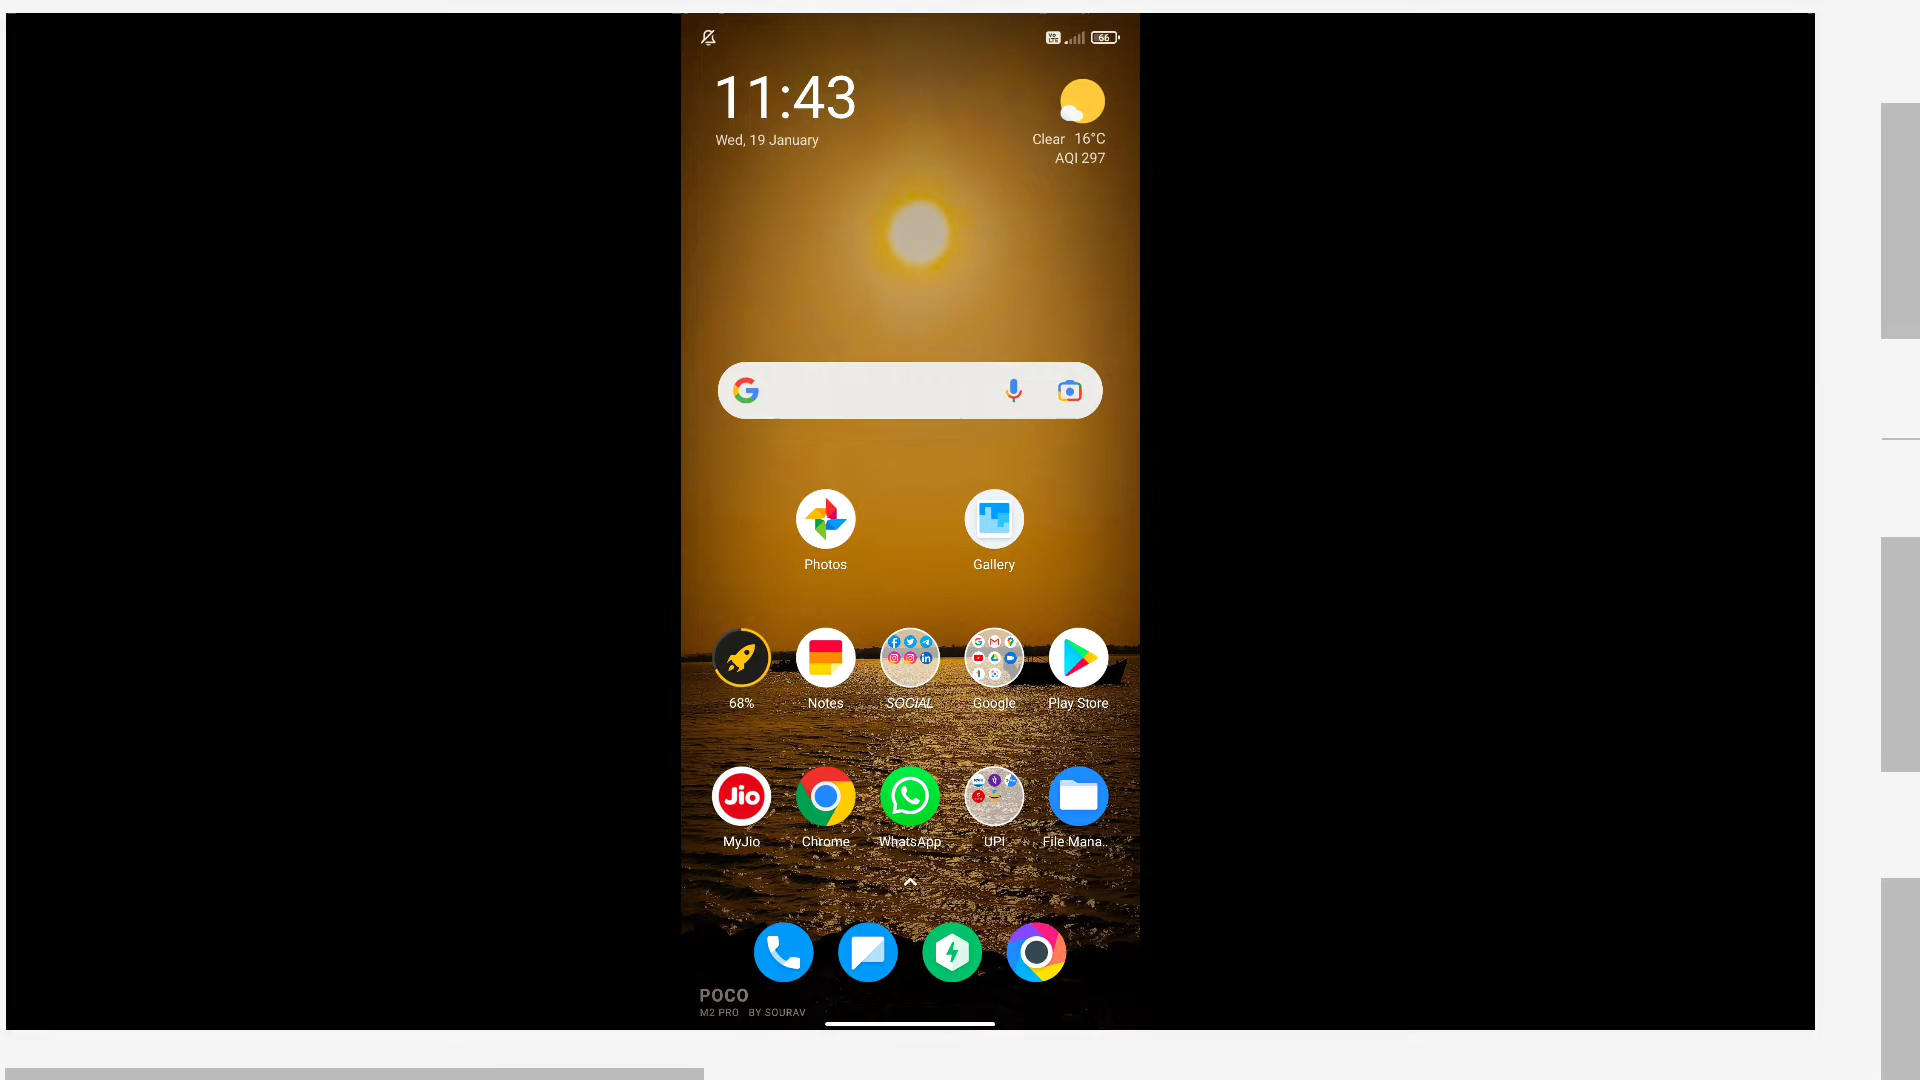 66
11:43
Wed, 19 January
Clear 16°C
AQI 297
Photos
Gallery
68%
Notes
SOCIAL
Google
Play Store
Jio
MyJio
Chrome
WhatsApp
UPI
File Mana..
POCO
M2 PRO BY SOURAV